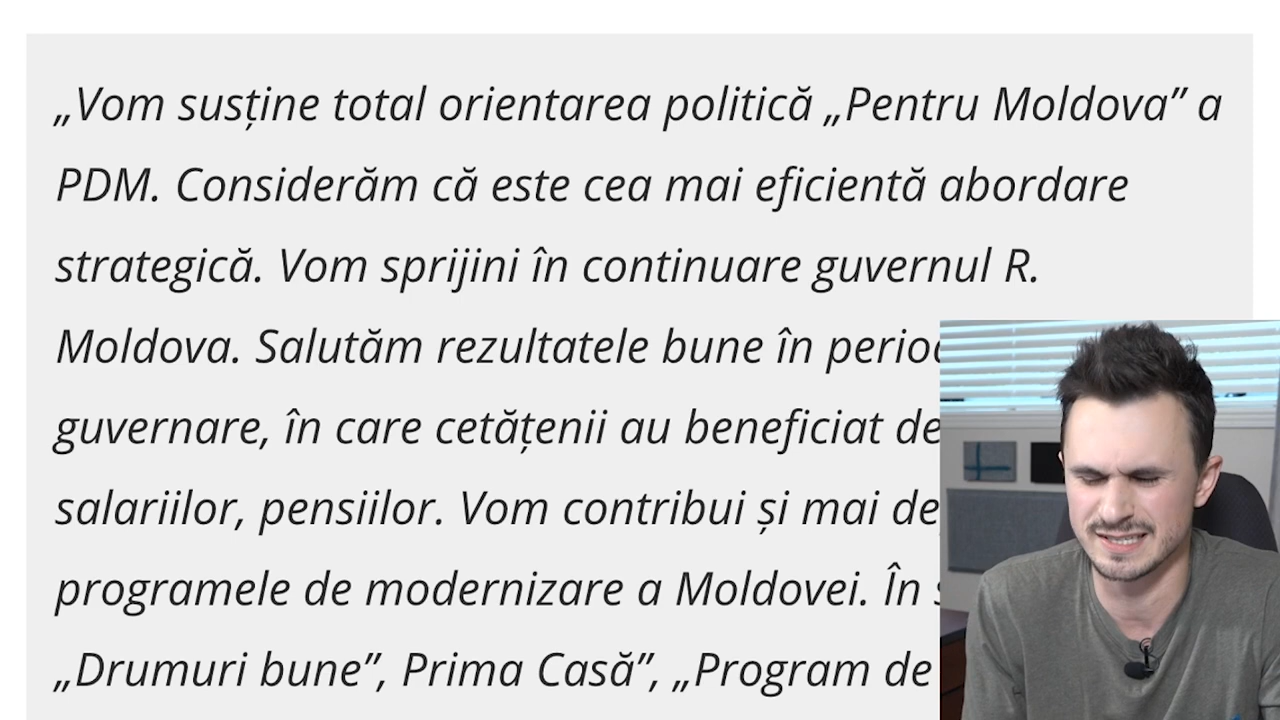 „Vom susține total orientarea politică „Pentru Moldova” a
PDM. Considerăm că este cea mai eficientă abordare
strategică. Vom sprijini în continuare guvernul R.
Moldova. Salutăm rezultatele bune în
guvernare, în care cetățenii au beneficiat de
salariilor, pensiilor. Vom contribui și mai
programele de modernizare a Moldovei. În
„Drumuri bune”, Prima Casă”, „Program de